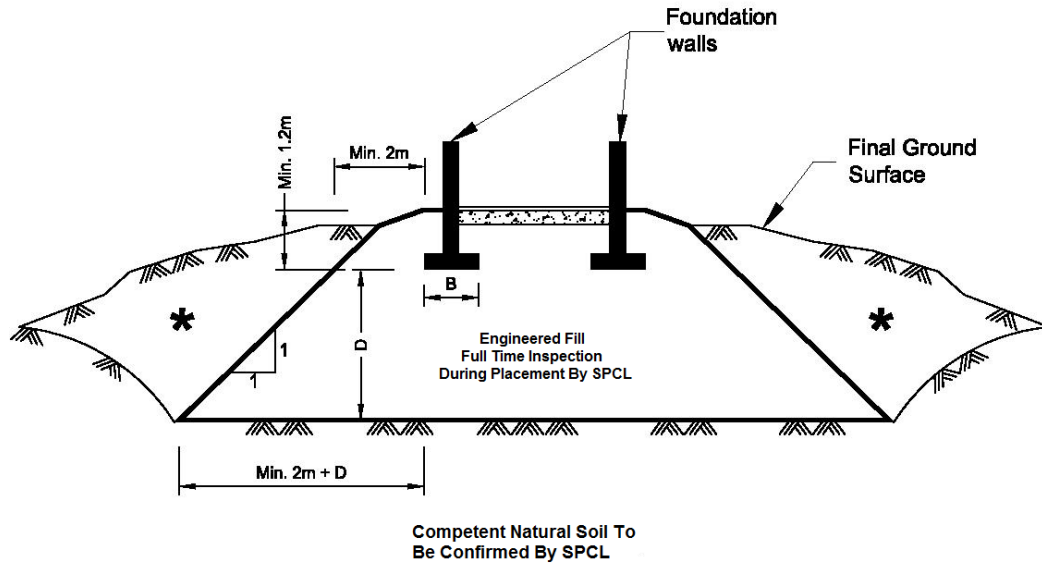 Foundation
walls
Min. 2m
Min. 1.2m
Final Ground
Surface
B
*
*
D
Engineered Fill
Full Time Inspection
During Placement By SPCL
1
1
Min. 2m + D
Competent Natural Soil To
Be Confirmed By SPCL